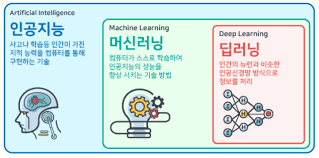 Artificial Intelligence
인공지능
사고나 학습등 인간이 가진
지적 능력을 컴퓨터를 통해
구현하는 기술
Machine Learning
머신러닝
컴퓨터가 스스로 학습하여
인공지능의 성능을
향상 시키는 기술 방법
Deep Learning
딥러닝
인간의 뉴런과 비슷한
인공신경망 방식으로
정보를 처리